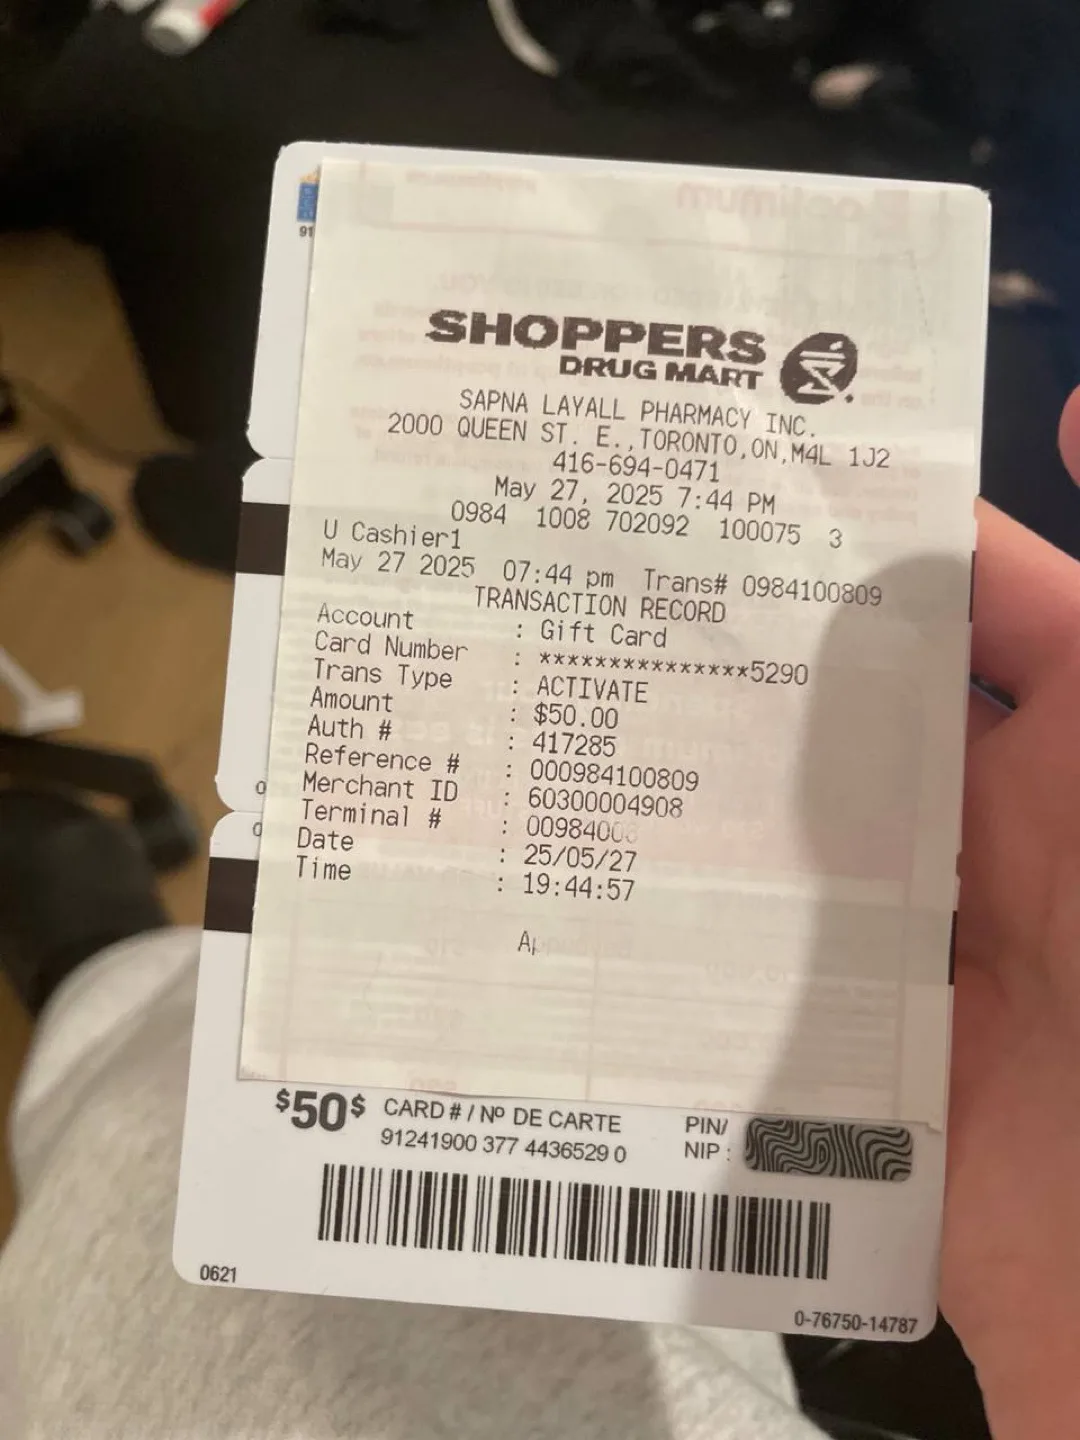 SHOPPERS
DRUG MART
SAPNA LAYALL PHARMACY INC.
2000 QUEEN ST. E.,TORONTO,ON,M4L 1J2
416-694-0471
May 27, 2025 7:44 PM
0984 1008 702092 100075 3
U Cashier1
May 27 2025 07:44 pm Trans# 0984100809
TRANSACTION RECORD
Account : Gift Card
Card Number : ***************5290
Trans Type : ACTIVATE
Amount : $50.00
Auth # : 417285
Reference # : 000984100809
Merchant ID : 60300004908
Terminal # : 00984008
Date : 25/05/27
Time : 19:44:57
$50$ CARD # / Nº DE CARTE PIN/
91241900 377 4436529 0 NIP :
0621
0-76750-14787